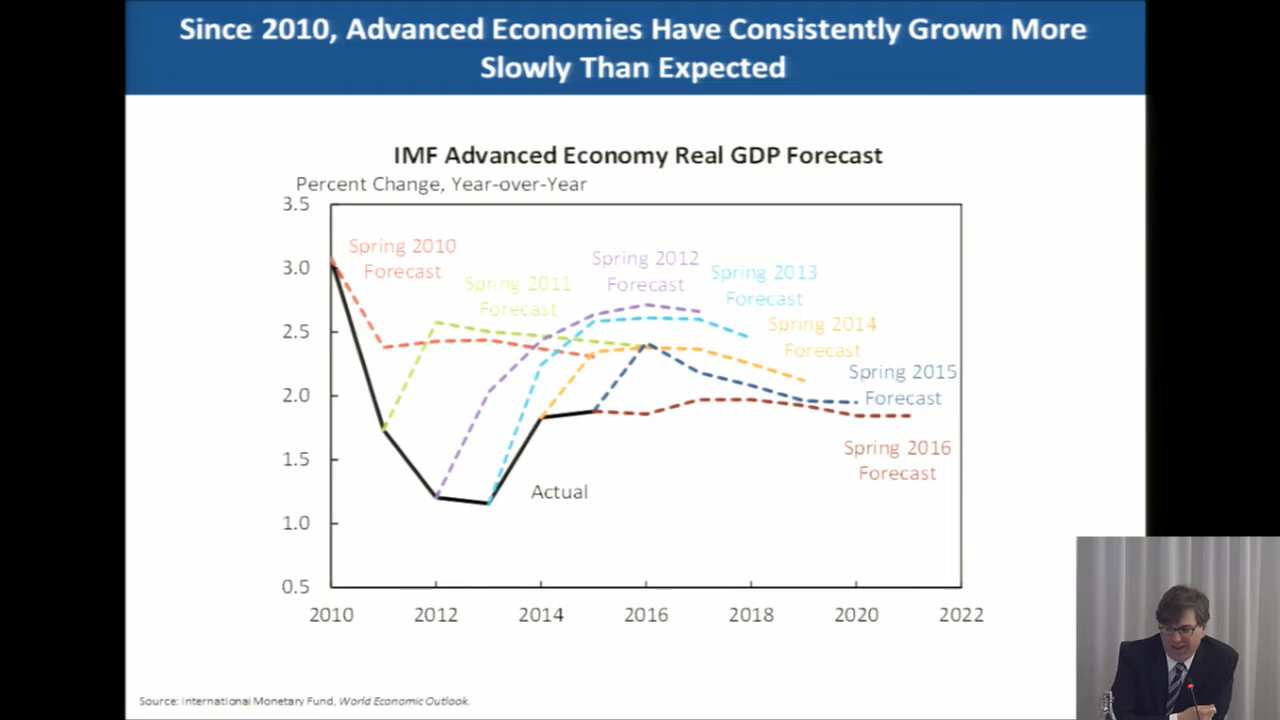 Since 2010, Advanced Economies Have Consistently Grown More
Slowly Than Expected
IMF Advanced Economy Real GDP Forecast
Percent Change, Year-over-Year
3.5
3.0
2.5
2.0
1.5
1.0
0.5
Spring 2010
Forecast
Spring 2011
Forecast
Spring 2012
Forecast
Spring 2013
Forecast
Spring 2014
Forecast
Spring 2015
Forecast
Spring 2016
Forecast
Actual
2010
2012
2014
2016
2018
2020
2022
Source: International Monetary Fund, World Economic Outlook.